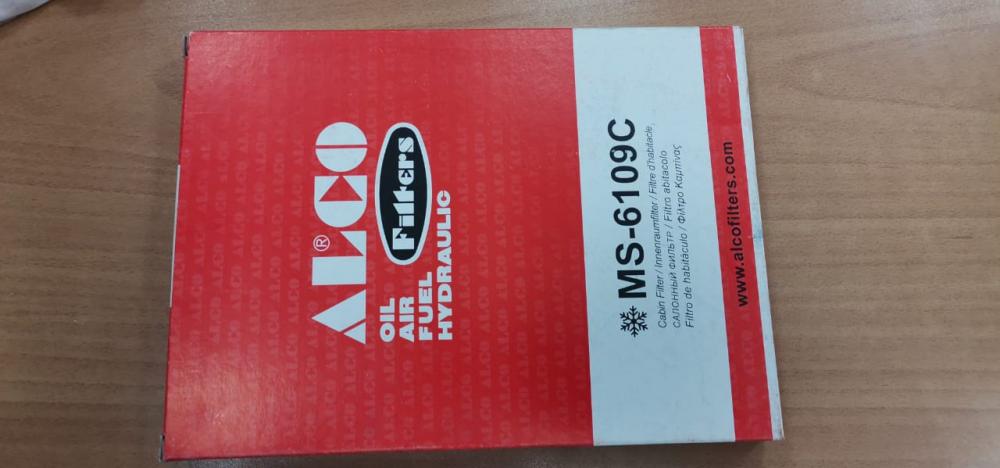 ALCO®
Filters
OIL
AIR
FUEL
HYDRAULIC
MS-6109C
Cabin Filter / Innenraumfilter / Filtre d'habitacle,
САЛОННЫЙ ФИЛЬТР / Filtro abitacolo
Filtro de habitáculo / Φίλτρο Καμπίνας
www.alcofilters.com